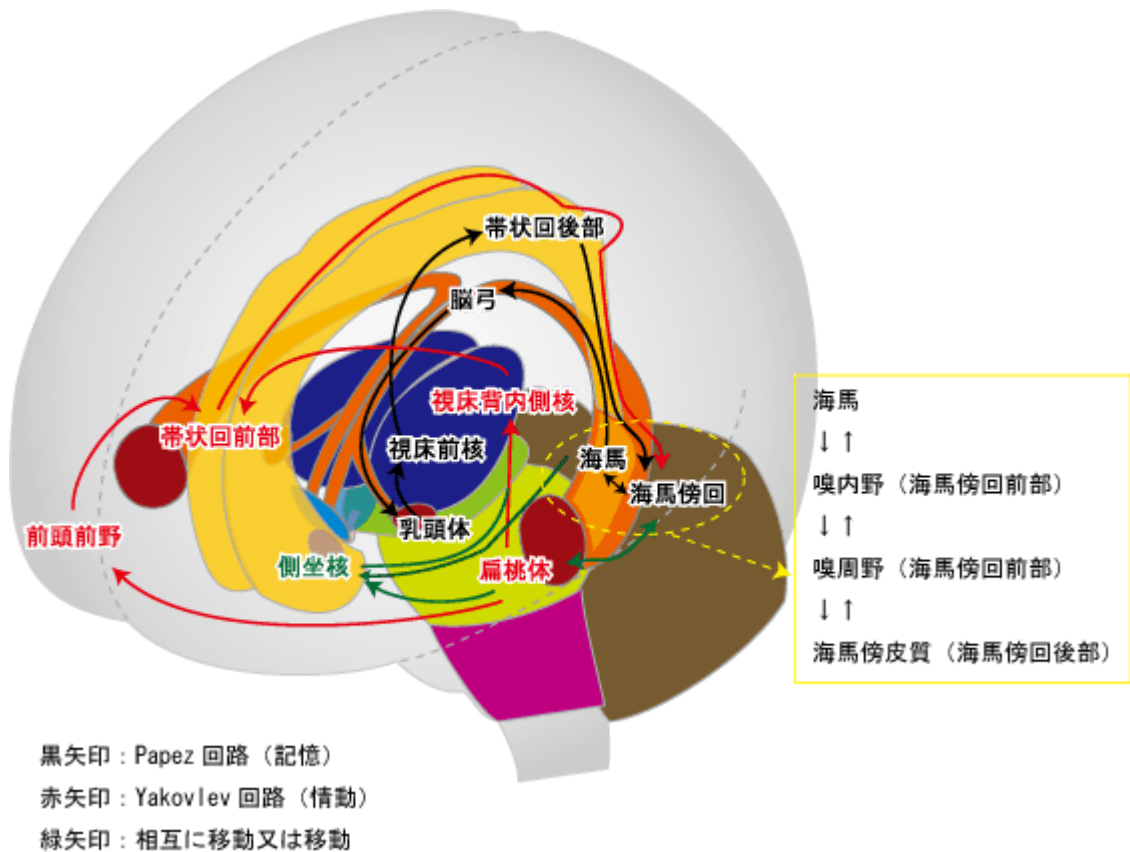 帯状回後部
脳弓
視床背内側核
帯状回前部
視床前核
海馬
海馬傍回
乳頭体
前頭前野
側坐核
扁桃体
海馬
↓↑
嗅内野（海馬傍回前部）
↓↑
嗅周野（海馬傍回前部）
↓↑
海馬傍皮質（海馬傍回後部）
黒矢印：Papez 回路（記憶）
赤矢印：Yakovlev 回路（情動）
緑矢印：相互に移動又は移動